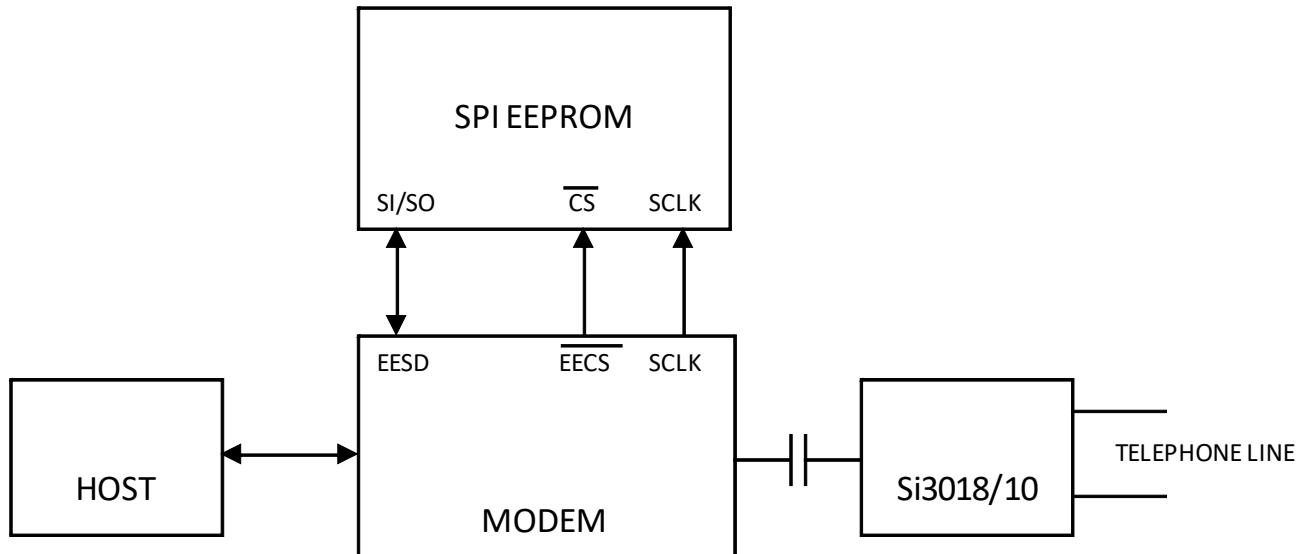 SPI EEPROM
SI/SO CS SCLK
EESD EECS SCLK
HOST
MODEM
Si3018/10
TELEPHONE LINE